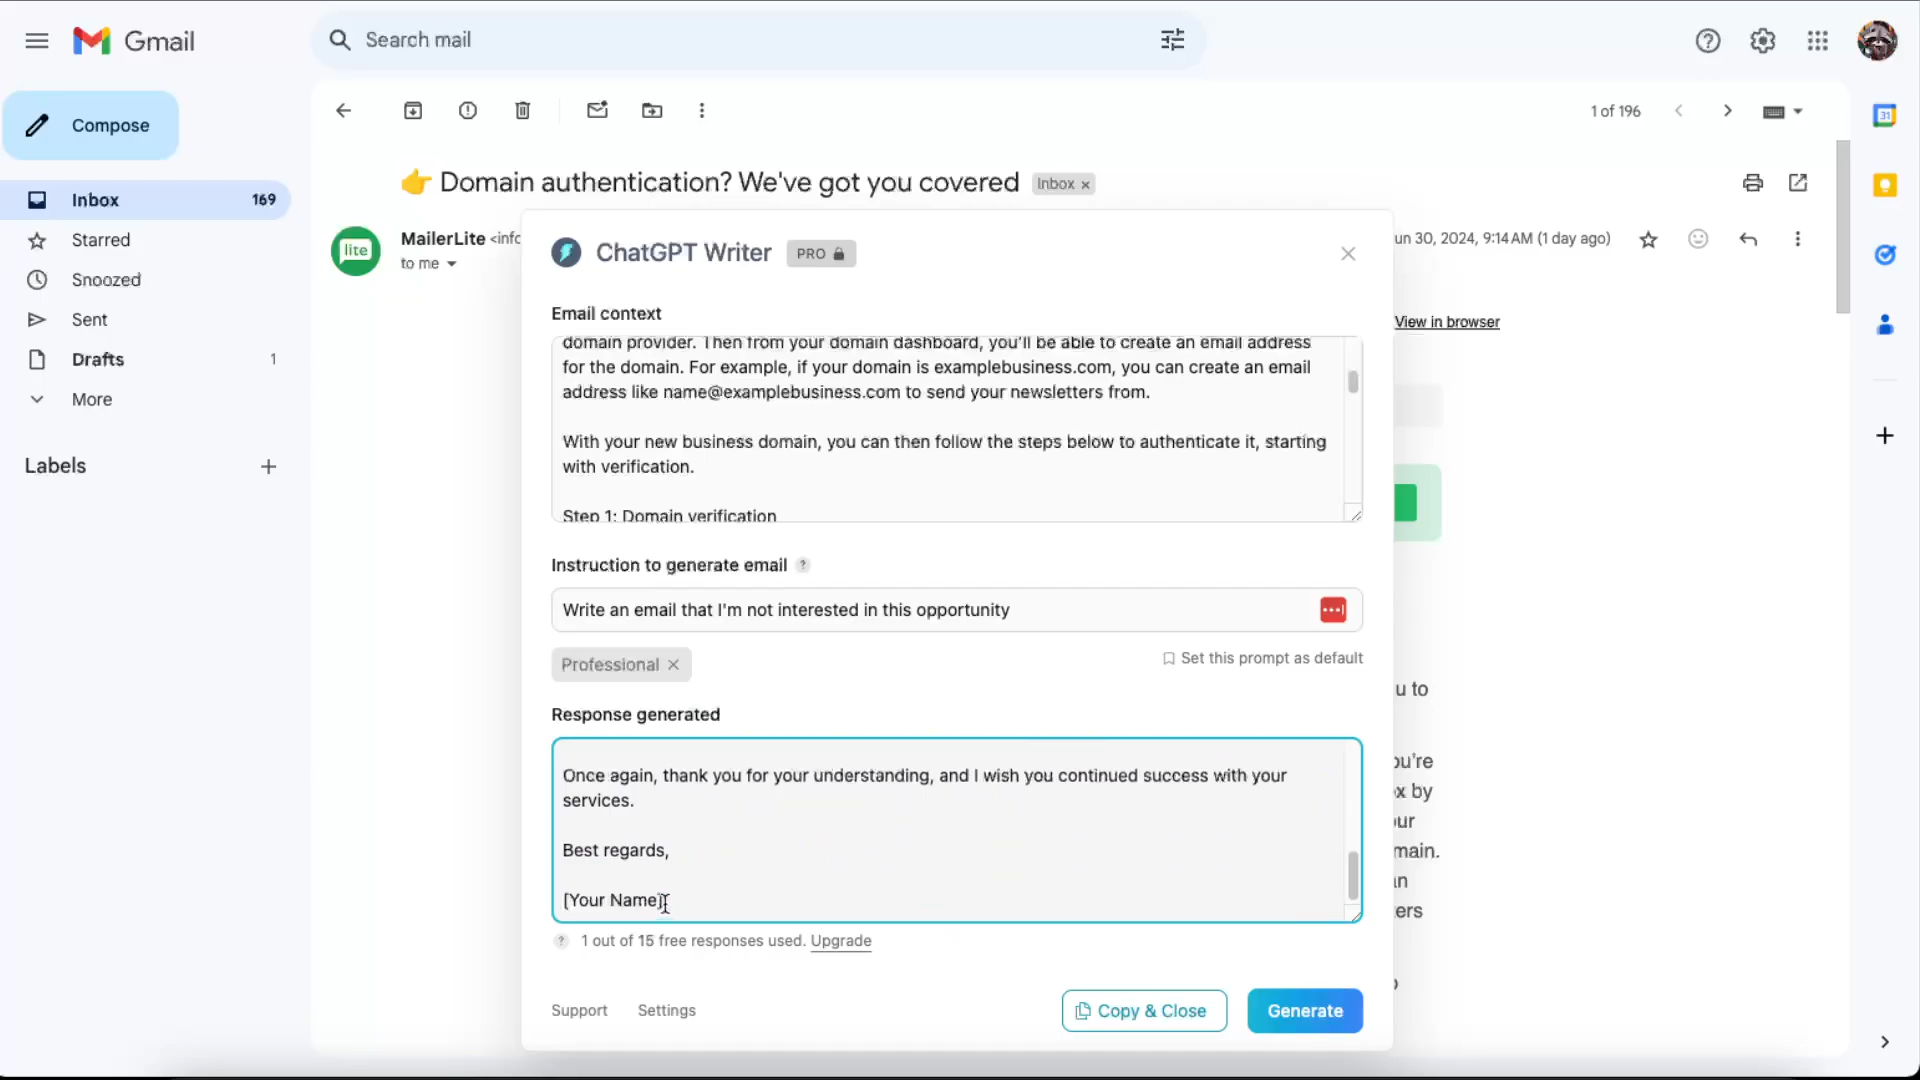 Gmail
Search mail
Compose
1 of 196
31
Inbox 169
Starred
Snoozed
Sent
Drafts 1
More
Labels
👉 Domain authentication? We've got you covered Inbox ×
lite
MailerLite <info
to me
un 30, 2024, 9:14 AM (1 day ago)
View in browser
ChatGPT Writer PRO
Email context
domain provider. Then from your domain dashboard, you'll be able to create an email address
for the domain. For example, if your domain is examplebusiness.com, you can create an email
address like name@examplebusiness.com to send your newsletters from.
With your new business domain, you can then follow the steps below to authenticate it, starting
with verification.
Step 1: Domain verification
Instruction to generate email ?
Write an email that I'm not interested in this opportunity
Professional ×
Set this prompt as default
Response generated
Once again, thank you for your understanding, and I wish you continued success with your
services.
Best regards,
[Your Name]
? 1 out of 15 free responses used. Upgrade
Support Settings
Copy & Close
Generate
u to
ou're
x by
our
main.
an
ers